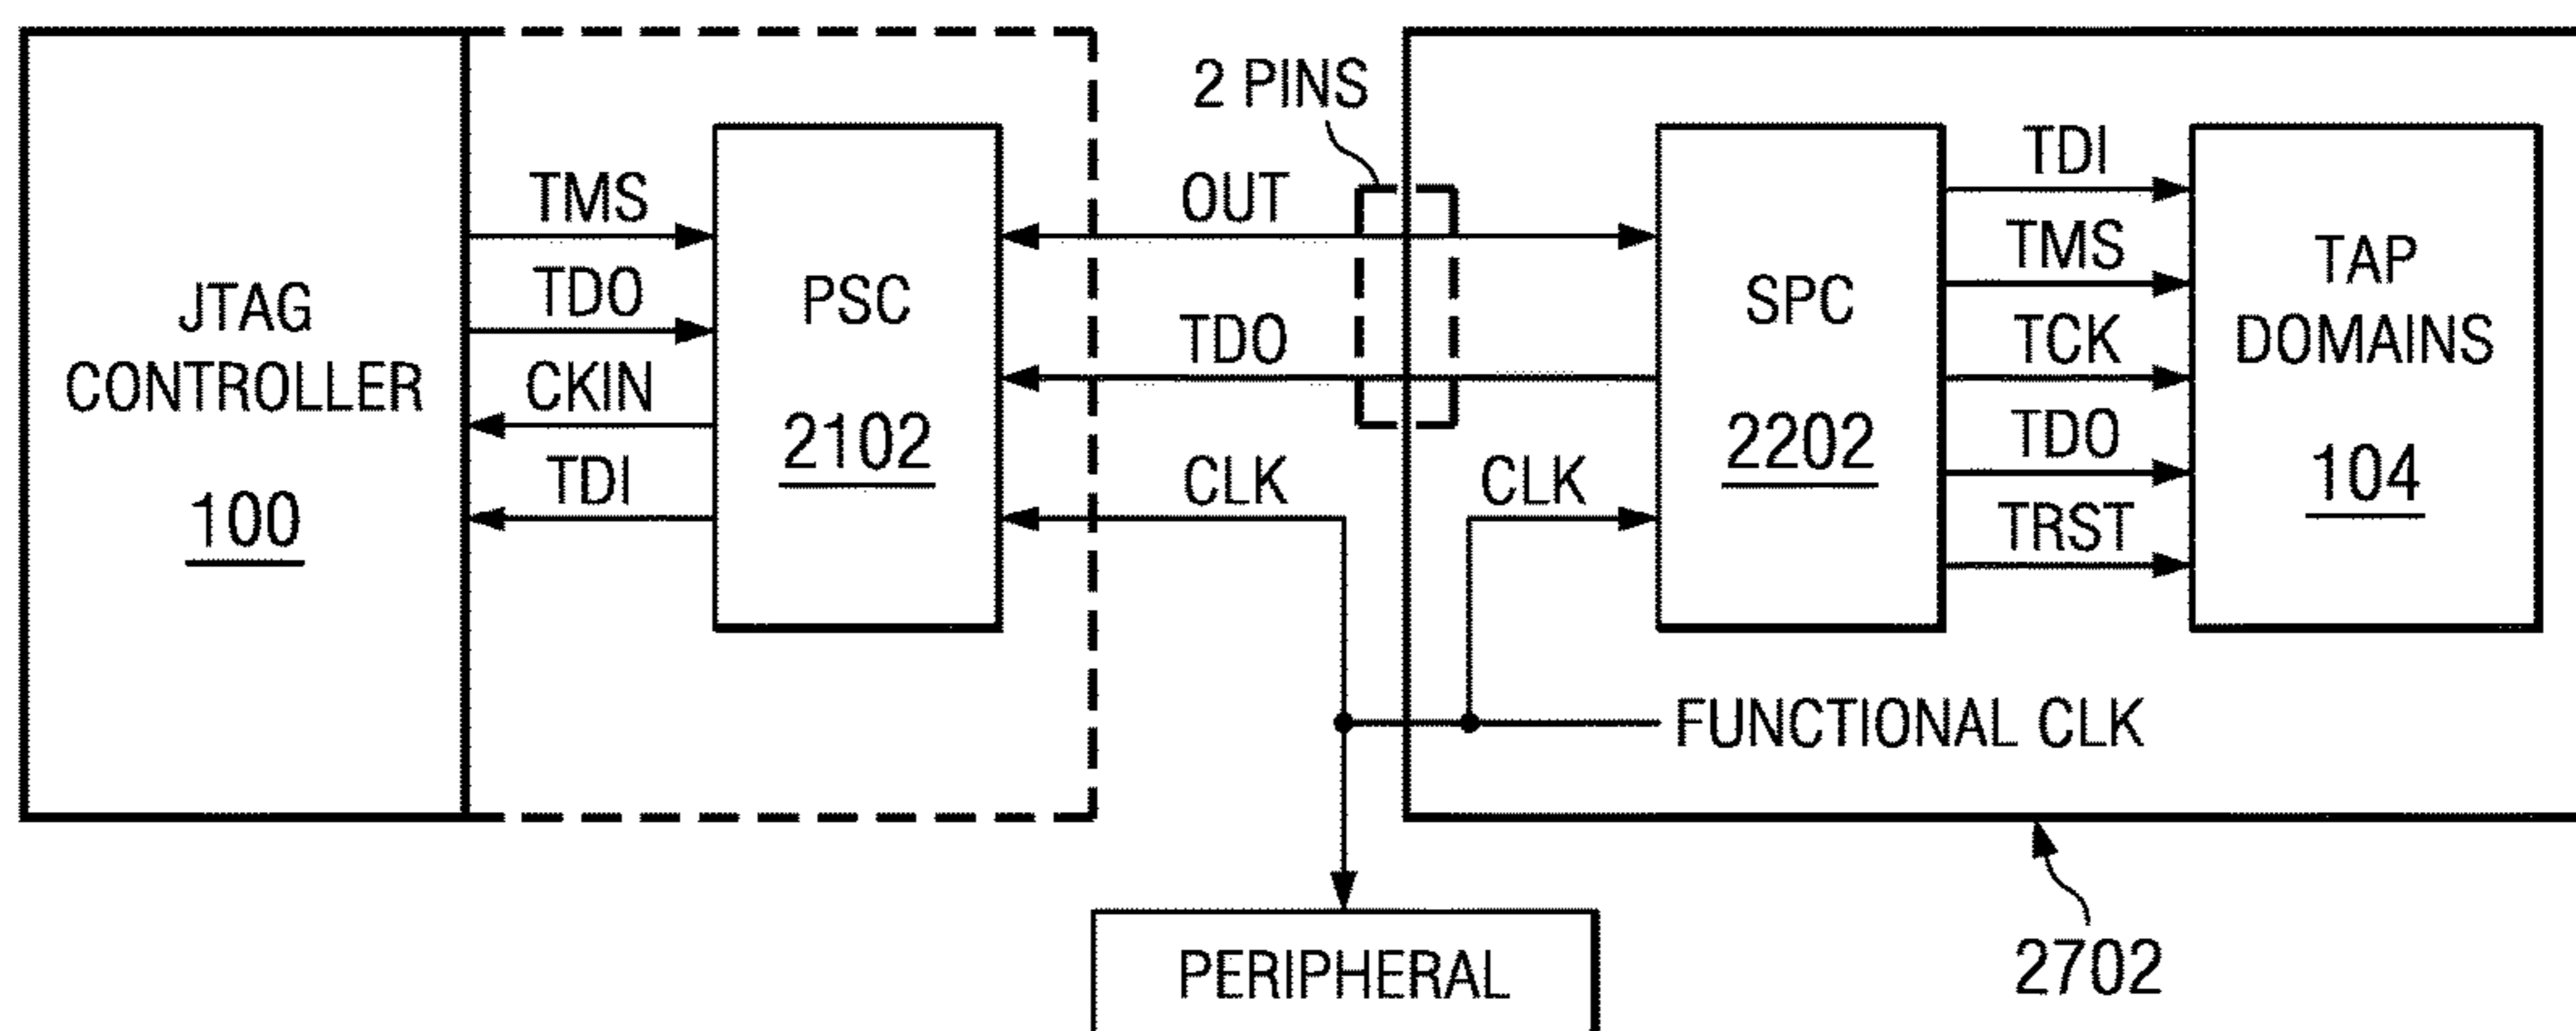 JTAG
CONTROLLER
100
TMS
TDO
CKIN
TDI
PSC
2102
2 PINS
OUT
TDO
CLK
CLK
SPC
2202
TDI
TMS
TCK
TDO
TRST
TAP
DOMAINS
104
FUNCTIONAL CLK
PERIPHERAL
2702